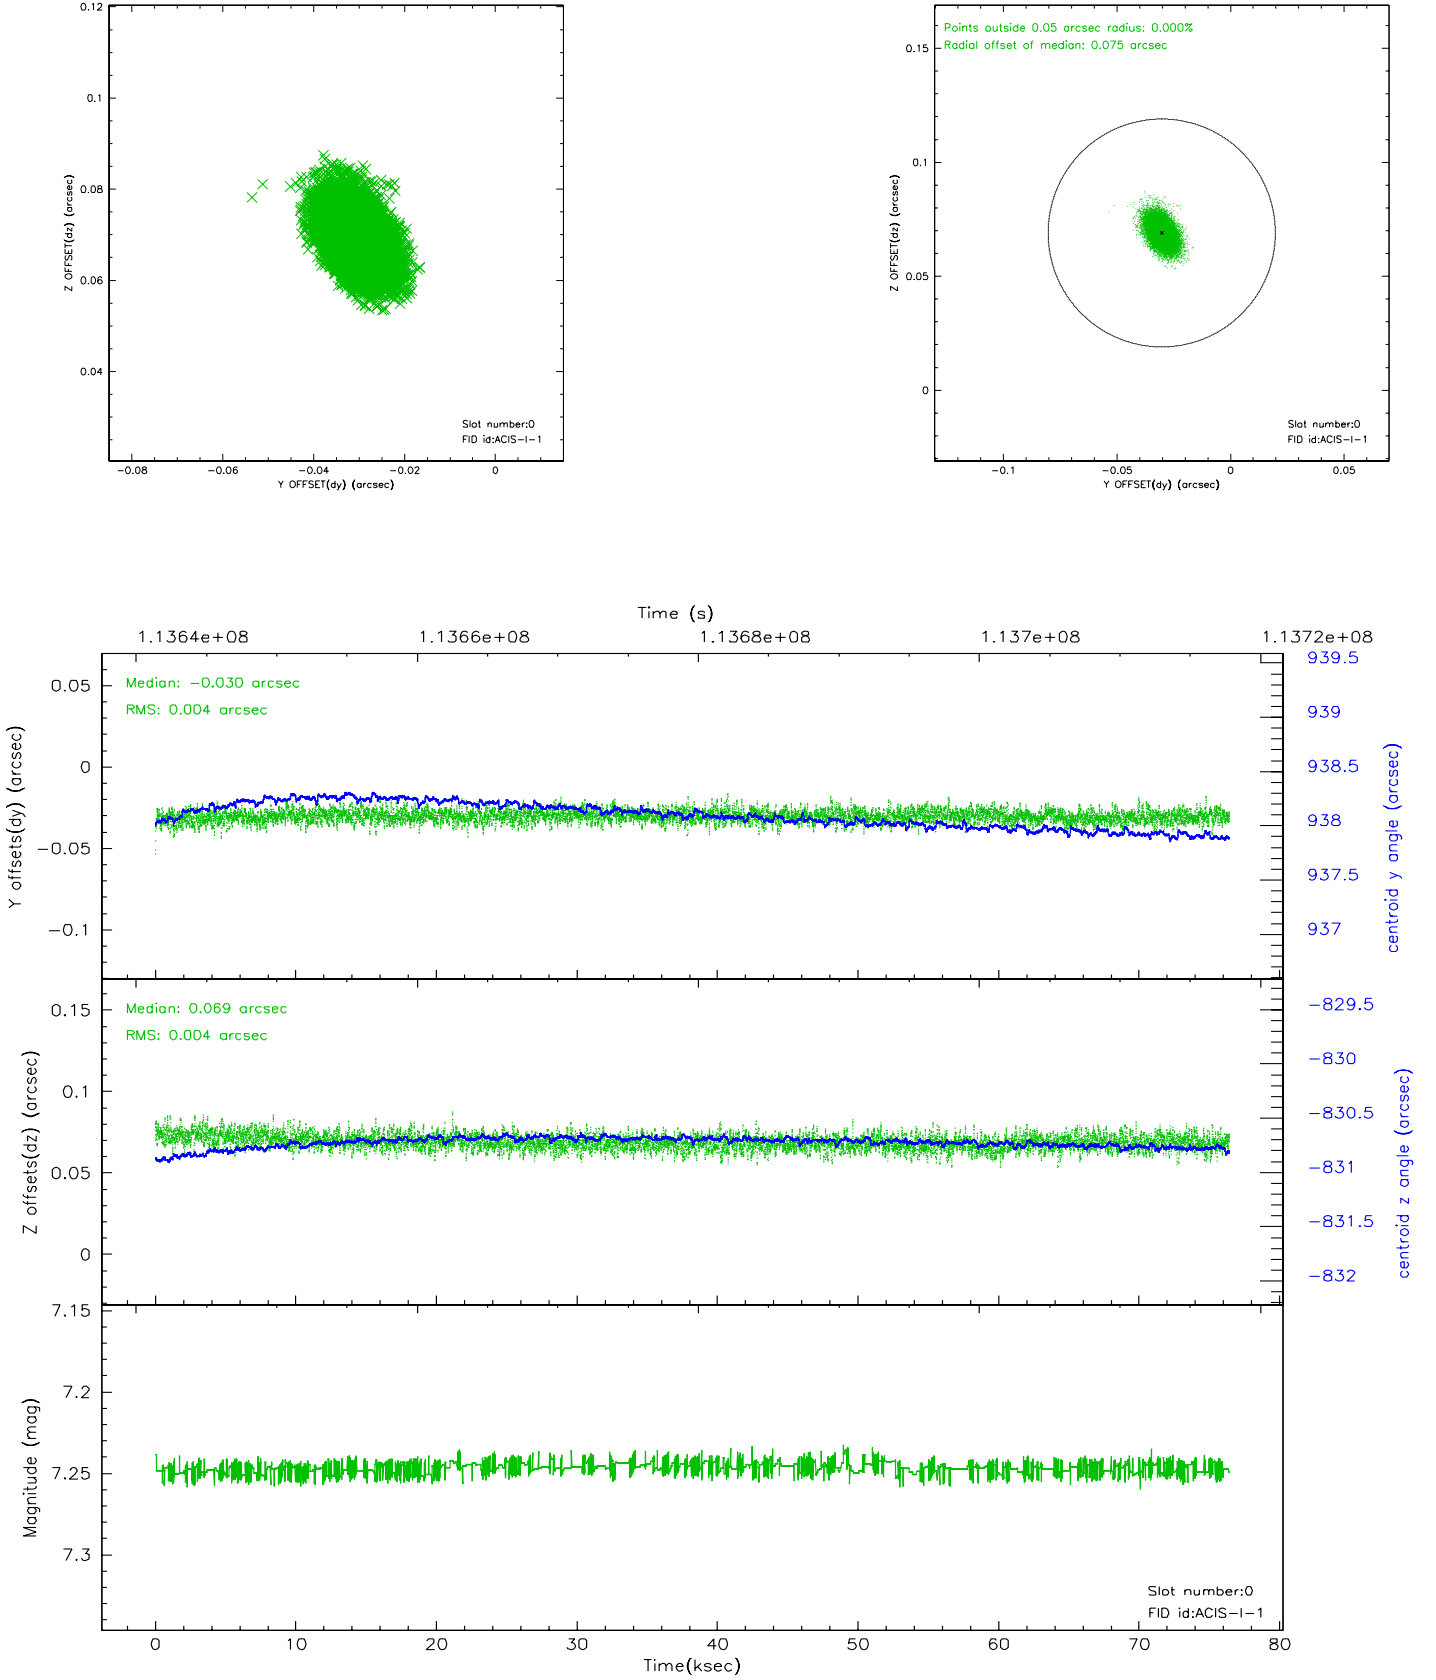 0.12
0.1
0.08
0.06
0.04
Z OFFSET(dz) (arcsec)
Slot number:0
FID id:ACIS-I-1
-0.08
-0.06
-0.04
-0.02
0
Y OFFSET(dy) (arcsec)
Points outside 0.05 arcsec radius: 0.000%
Radial offset of median: 0.075 arcsec
0.15
0.1
0.05
0
Z OFFSET(dz) (arcsec)
Slot number:0
FID id:ACIS-I-1
-0.1
-0.05
0
0.05
Y OFFSET(dy) (arcsec)
Time (s)
1.1364e+08
1.1366e+08
1.1368e+08
1.137e+08
1.1372e+08
Median: -0.030 arcsec
RMS: 0.004 arcsec
0.05
0
-0.05
-0.1
Y offsets(dy) (arcsec)
939.5
939
938.5
938
937.5
937
centroid y angle (arcsec)
Median: 0.069 arcsec
RMS: 0.004 arcsec
0.15
0.1
0.05
0
Z offsets(dz) (arcsec)
-829.5
-830
-830.5
-831
-831.5
-832
centroid z angle (arcsec)
7.15
7.2
7.25
7.3
Magnitude (mag)
Slot number:0
FID id:ACIS-I-1
0
10
20
30
40
50
60
70
80
Time(ksec)